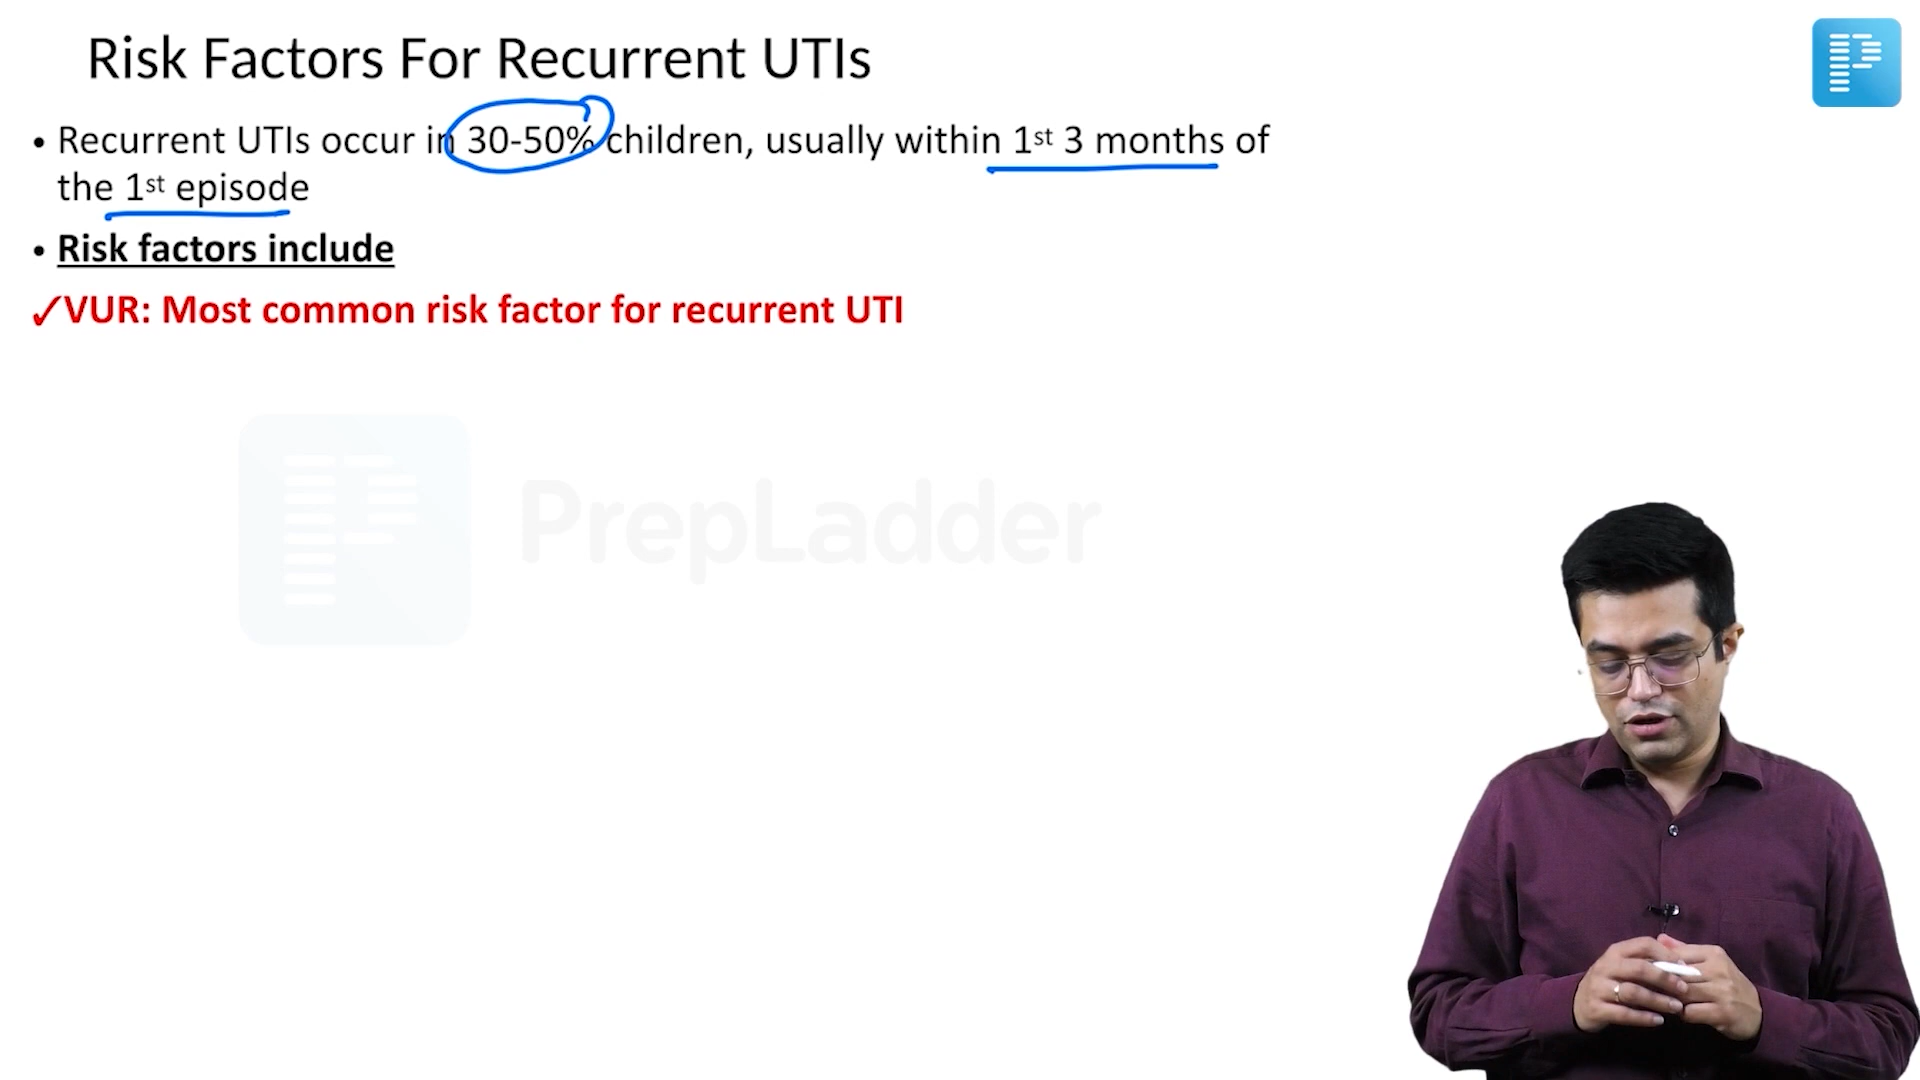 Risk Factors For Recurrent UTIs
• Recurrent UTIs occur in 30-50% children, usually within 1st 3 months of
the 1st episode
• Risk factors include
✓VUR: Most common risk factor for recurrent UTI
PrepLadder